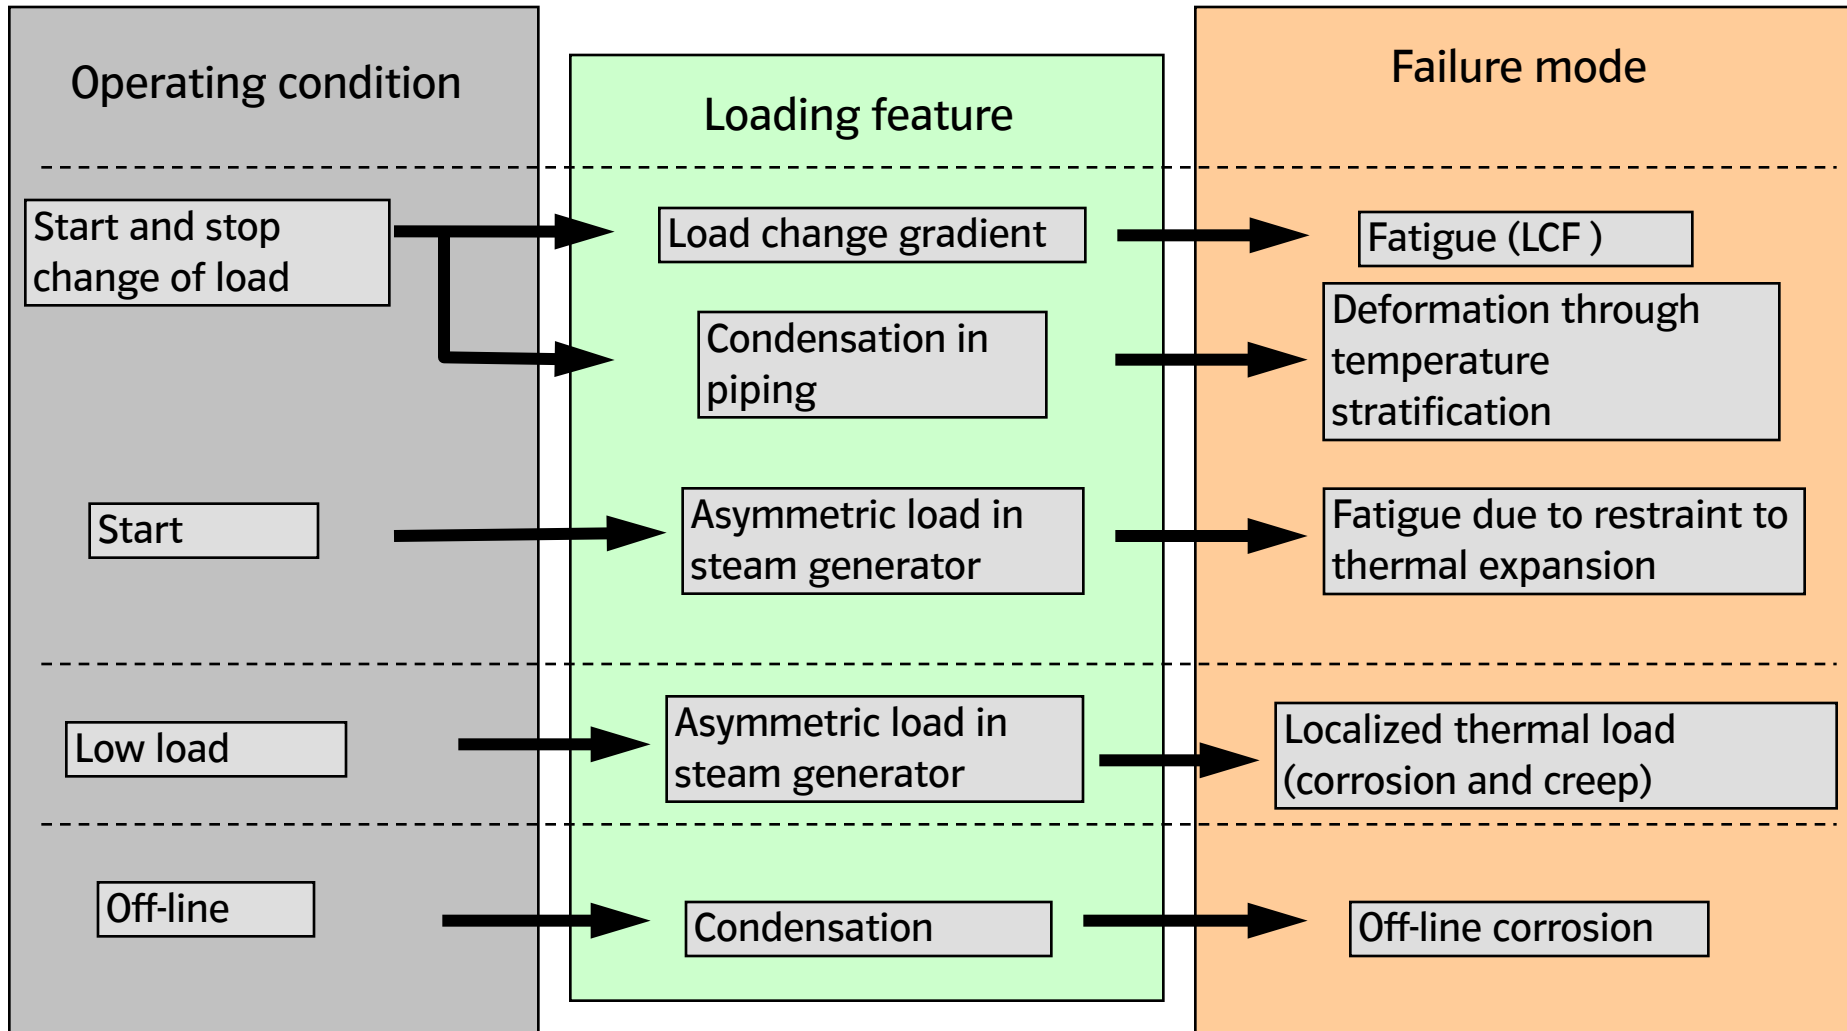 Operating condition
Loading feature
Failure mode
Start and stop
change of load
Load change gradient
Fatigue (LCF )
Condensation in
piping
Deformation through
temperature
stratification
Start
Asymmetric load in
steam generator
Fatigue due to restraint to
thermal expansion
Low load
Asymmetric load in
steam generator
Localized thermal load
(corrosion and creep)
Off-line
Condensation
Off-line corrosion